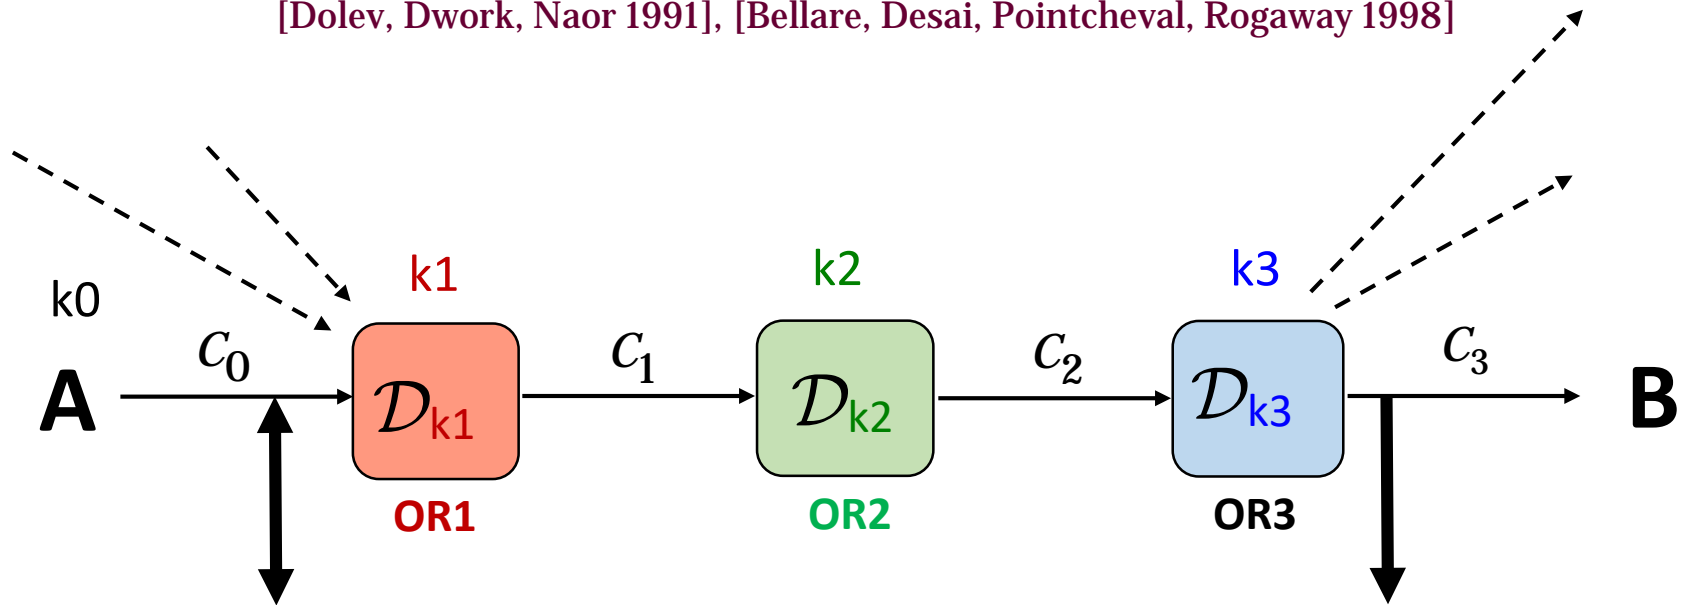 [Dolev, Dwork, Naor 1991], [Bellare, Desai, Pointcheval, Rogaway 1998]
k0 k1 k2 k3
C0 C1 C2 C3
A 𝒟k1 𝒟k2 𝒟k3 B
OR1 OR2 OR3